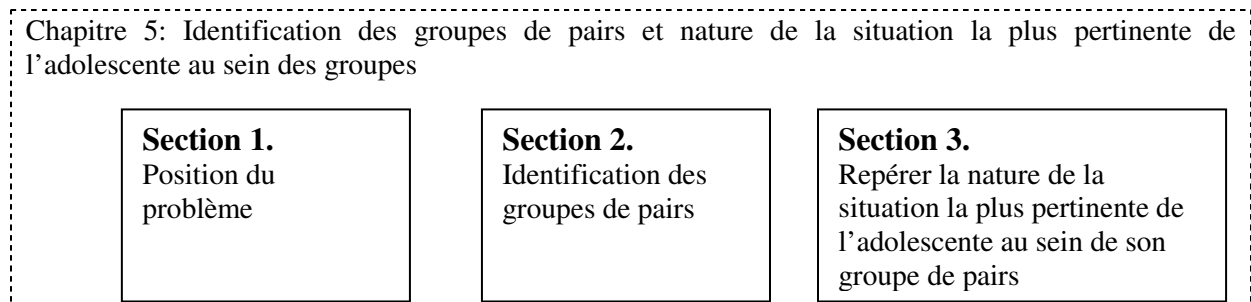 Chapitre 5: Identification des groupes de pairs et nature de la situation la plus pertinente de
l’adolescente au sein des groupes
Section 1.
Position du
problème
Section 2.
Identification des
groupes de pairs
Section 3.
Repérer la nature de la
situation la plus pertinente de
l’adolescente au sein de son
groupe de pairs